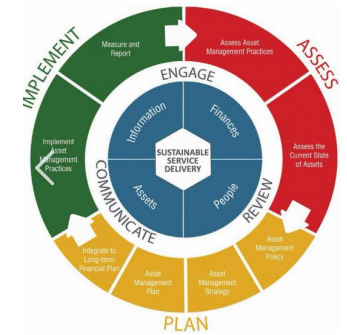 IMPLEMENT
ASSESS
PLAN
Measure and
Report
Assess Asset
Management Practices
Assess the
Current State
of Assets
Asset
Management
Policy
Asset
Management
Strategy
Asset
Management
Plan
Integrate to
Long-term
Financial Plan
Implement
Asset
Management
Practices
ENGAGE
REVIEW
COMMUNICATE
Information
Finances
People
Assets
SUSTAINABLE
SERVICE
DELIVERY